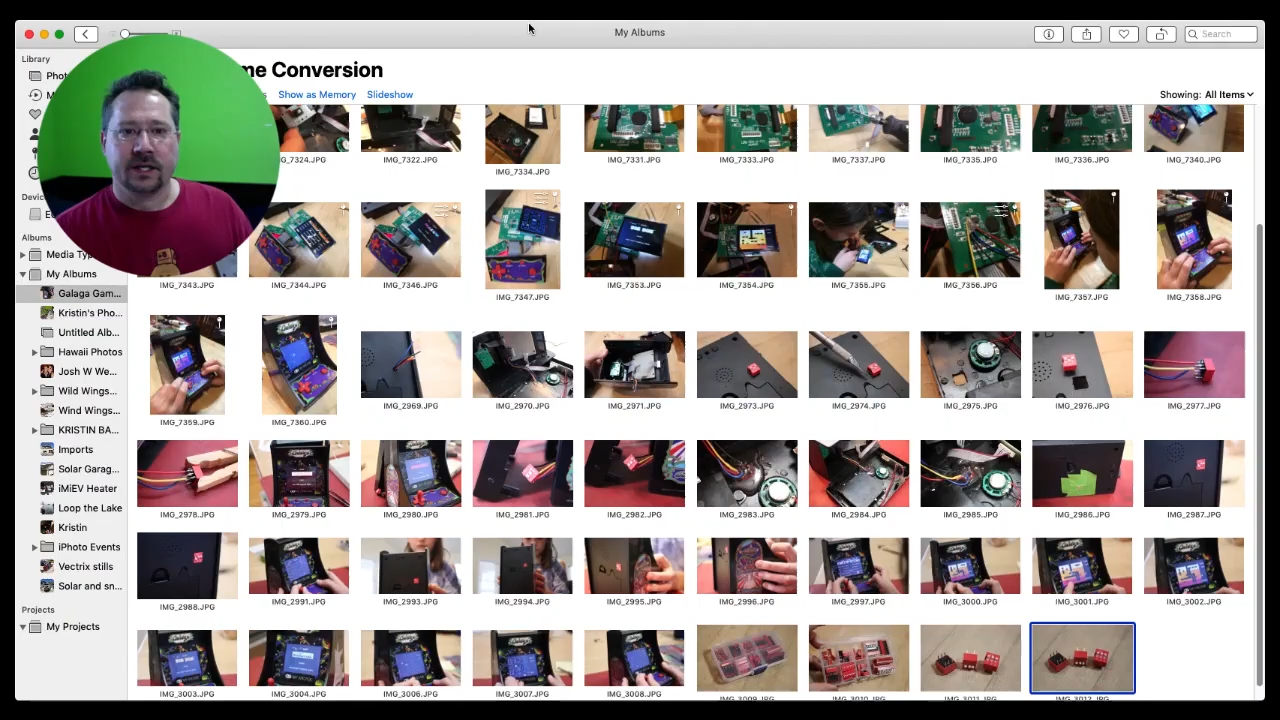 My Albums
Search
Library
me Conversion
Show as Memory
Slideshow
Showing: All Items
IMG_7322.JPG
IMG_7334.JPG
IMG_7331.JPG
IMG_7333.JPG
IMG_7337.JPG
IMG_7335.JPG
IMG_7336.JPG
IMG_7340.JPG
Albums
Media Typ
My Albums
Galaga Gam...
Kristin's Pho...
Untitled Alb...
Hawaii Photos
Josh W We...
Wild Wings...
Wind Wings...
KRISTIN BA...
Imports
Solar Garag...
iMiEV Heater
Loop the Lake
Kristin
iPhoto Events
Vectrix stills
Solar and sn...
Projects
My Projects
IMG_7343.JPG
IMG_7344.JPG
IMG_7346.JPG
IMG_7347.JPG
IMG_7353.JPG
IMG_7354.JPG
IMG_7355.JPG
IMG_7356.JPG
IMG_7357.JPG
IMG_7358.JPG
IMG_7359.JPG
IMG_7360.JPG
IMG_2969.JPG
IMG_2970.JPG
IMG_2971.JPG
IMG_2973.JPG
IMG_2974.JPG
IMG_2975.JPG
IMG_2976.JPG
IMG_2977.JPG
IMG_2978.JPG
IMG_2979.JPG
IMG_2980.JPG
IMG_2981.JPG
IMG_2982.JPG
IMG_2983.JPG
IMG_2984.JPG
IMG_2985.JPG
IMG_2986.JPG
IMG_2987.JPG
IMG_2988.JPG
IMG_2991.JPG
IMG_2993.JPG
IMG_2994.JPG
IMG_2995.JPG
IMG_2996.JPG
IMG_2997.JPG
IMG_3000.JPG
IMG_3001.JPG
IMG_3002.JPG
IMG_3003.JPG
IMG_3004.JPG
IMG_3006.JPG
IMG_3007.JPG
IMG_3008.JPG
IMG_3009.JPG
IMG_3010.JPG
IMG_3011.JPG
IMG_3012.JPG